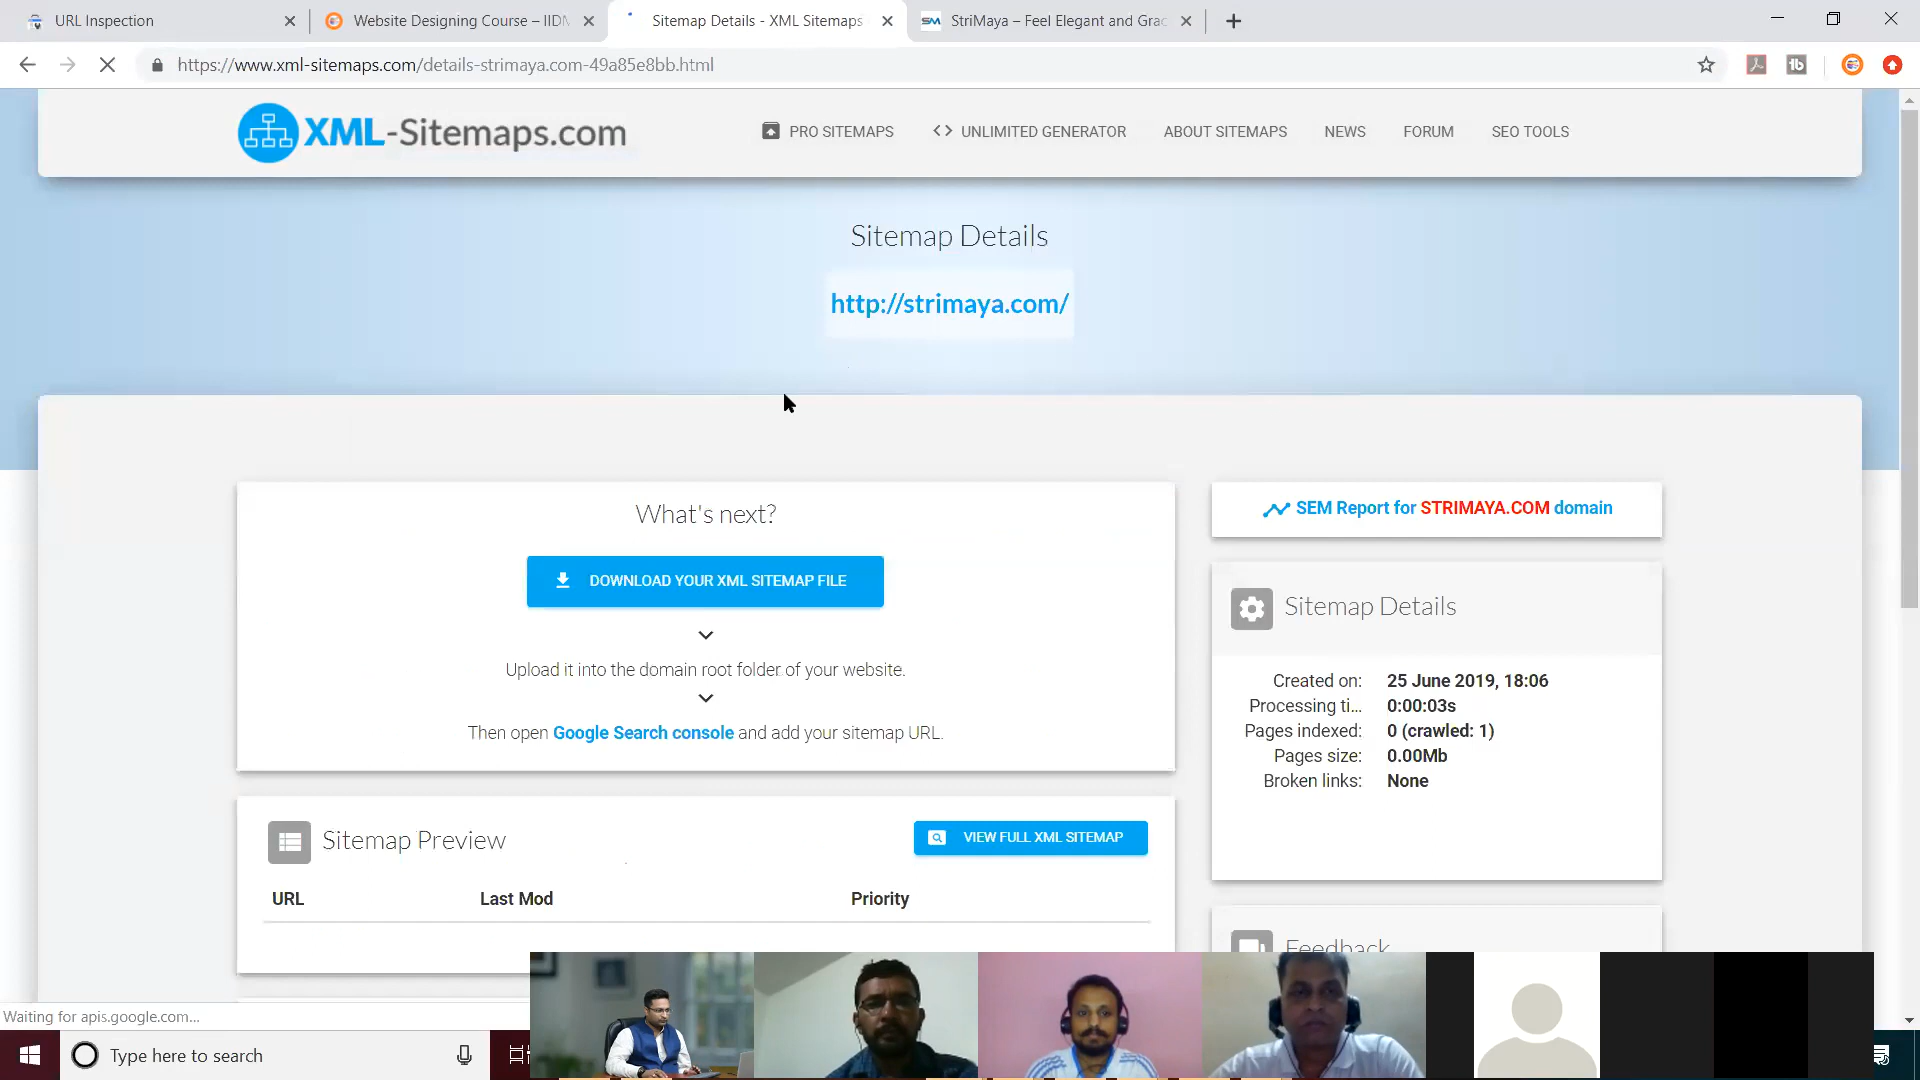 URL Inspection
Website Designing Course – IIDM
Sitemap Details - XML Sitemaps
SM StriMaya – Feel Elegant and Grac
https://www.xml-sitemaps.com/details-strimaya.com-49a85e8bb.html
XML-Sitemaps.com
PRO SITEMAPS
UNLIMITED GENERATOR
ABOUT SITEMAPS
NEWS
FORUM
SEO TOOLS
Sitemap Details
http://strimaya.com/
What's next?
DOWNLOAD YOUR XML SITEMAP FILE
Upload it into the domain root folder of your website.
Then open Google Search console and add your sitemap URL.
SEM Report for STRIMAYA.COM domain
Sitemap Details
Created on: 25 June 2019, 18:06
Processing ti... 0:00:03s
Pages indexed: 0 (crawled: 1)
Pages size: 0.00Mb
Broken links: None
Sitemap Preview
VIEW FULL XML SITEMAP
URL Last Mod Priority
Feedback
Waiting for apis.google.com...
Type here to search